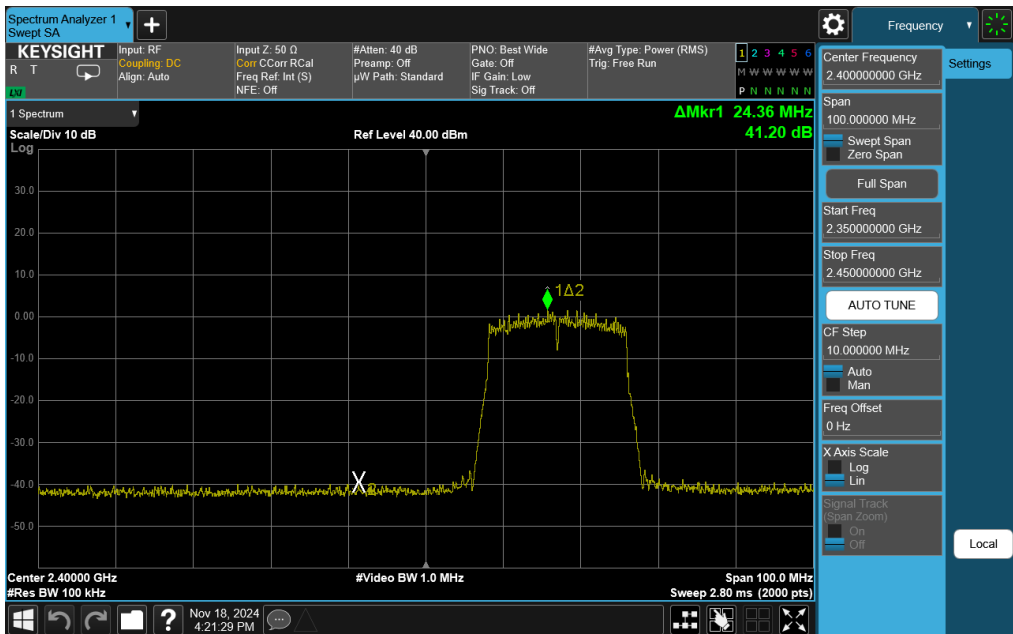 Spectrum Analyzer 1
Swept SA
Frequency
KEYSIGHT
R T
LXI
Input: RF
Coupling: DC
Align: Auto
Input Z: 50 Ω
Corr CCorr RCal
Freq Ref: Int (S)
NFE: Off
#Atten: 40 dB
Preamp: Off
µW Path: Standard
PNO: Best Wide
Gate: Off
IF Gain: Low
Sig Track: Off
#Avg Type: Power (RMS)
Trig: Free Run
1 2 3 4 5 6
M W W W W W
P N N N N N
1 Spectrum
ΔMkr1 24.36 MHz
41.20 dB
Scale/Div 10 dB
Ref Level 40.00 dBm
Log
30.0
20.0
10.0
0.00
-10.0
-20.0
-30.0
-40.0
-50.0
1Δ2
X2
Center 2.40000 GHz
#Video BW 1.0 MHz
Span 100.0 MHz
#Res BW 100 kHz
Sweep 2.80 ms (2000 pts)
Nov 18, 2024
4:21:29 PM
Center Frequency
2.400000000 GHz
Span
100.000000 MHz
Swept Span
Zero Span
Full Span
Start Freq
2.350000000 GHz
Stop Freq
2.450000000 GHz
AUTO TUNE
CF Step
10.000000 MHz
Auto
Man
Freq Offset
0 Hz
X Axis Scale
Log
Lin
Signal Track
(Span Zoom)
On
Off
Settings
Local